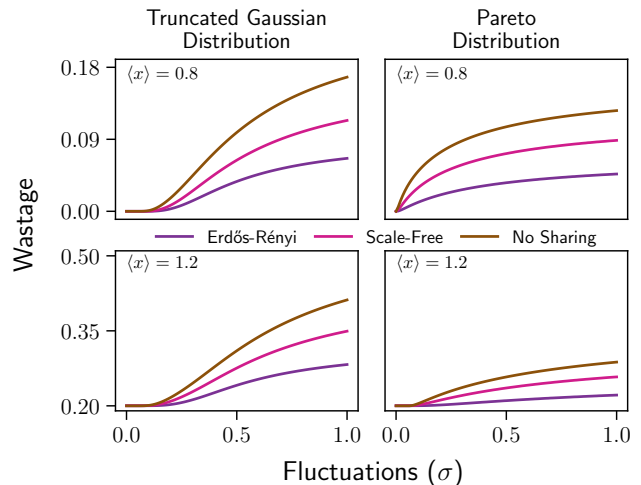 Truncated Gaussian
Distribution
Pareto
Distribution
Wastage
0.18
0.09
0.00
⟨x⟩ = 0.8
⟨x⟩ = 0.8
Erdős-Rényi
Scale-Free
No Sharing
0.50
0.35
0.20
⟨x⟩ = 1.2
⟨x⟩ = 1.2
0.0
0.5
1.0
0.0
0.5
1.0
Fluctuations (σ)